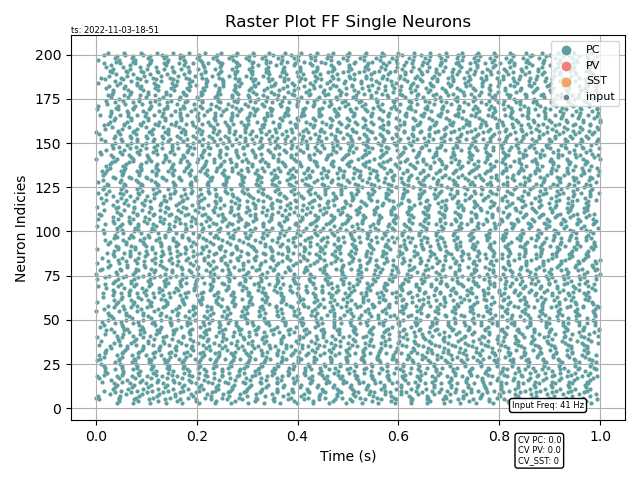 Raster Plot FF Single Neurons
ts: 2022-11-03-18-51
PC
PV
SST
input
200
175
150
125
100
75
50
25
0
Neuron Indicies
Input Freq: 41 Hz
0.0 0.2 0.4 0.6 0.8 1.0
Time (s)
CV PC: 0.0
CV PV: 0.0
CV_SST: 0